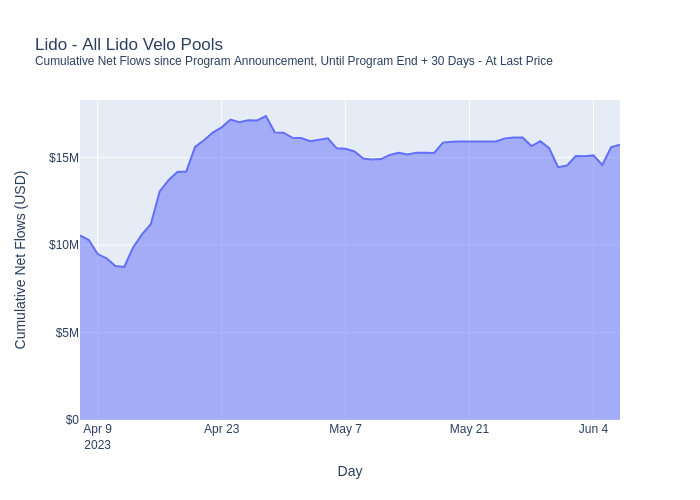 Lido - All Lido Velo Pools
Cumulative Net Flows since Program Announcement, Until Program End + 30 Days - At Last Price
Cumulative Net Flows (USD)
$15M
$10M
$5M
$0
Apr 9 Apr 23 May 7 May 21 Jun 4
2023
Day